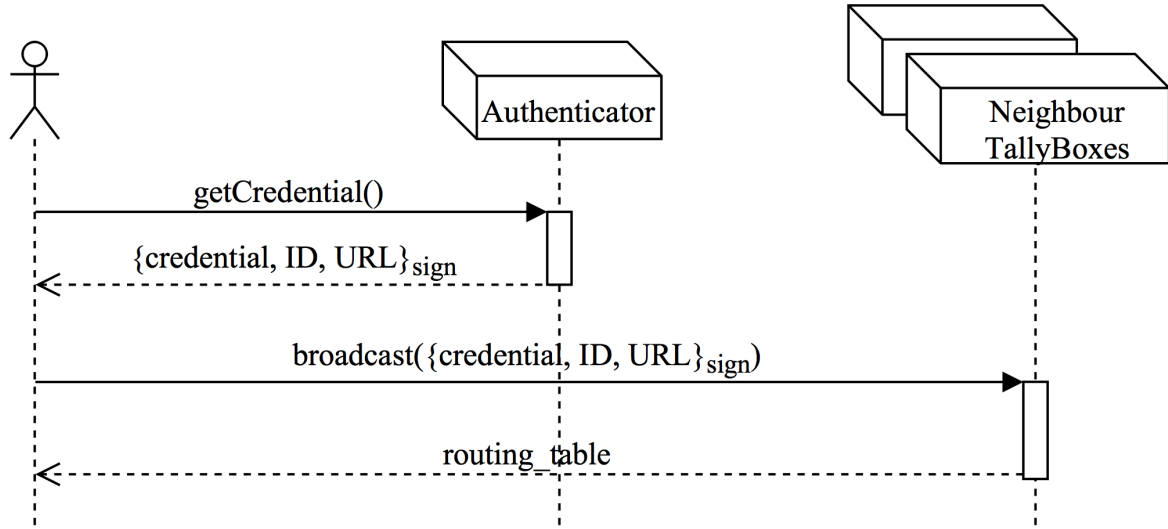 Authenticator
Neighbour
TallyBoxes
getCredential()
{credential, ID, URL}sign
broadcast({credential, ID, URL}sign)
routing_table